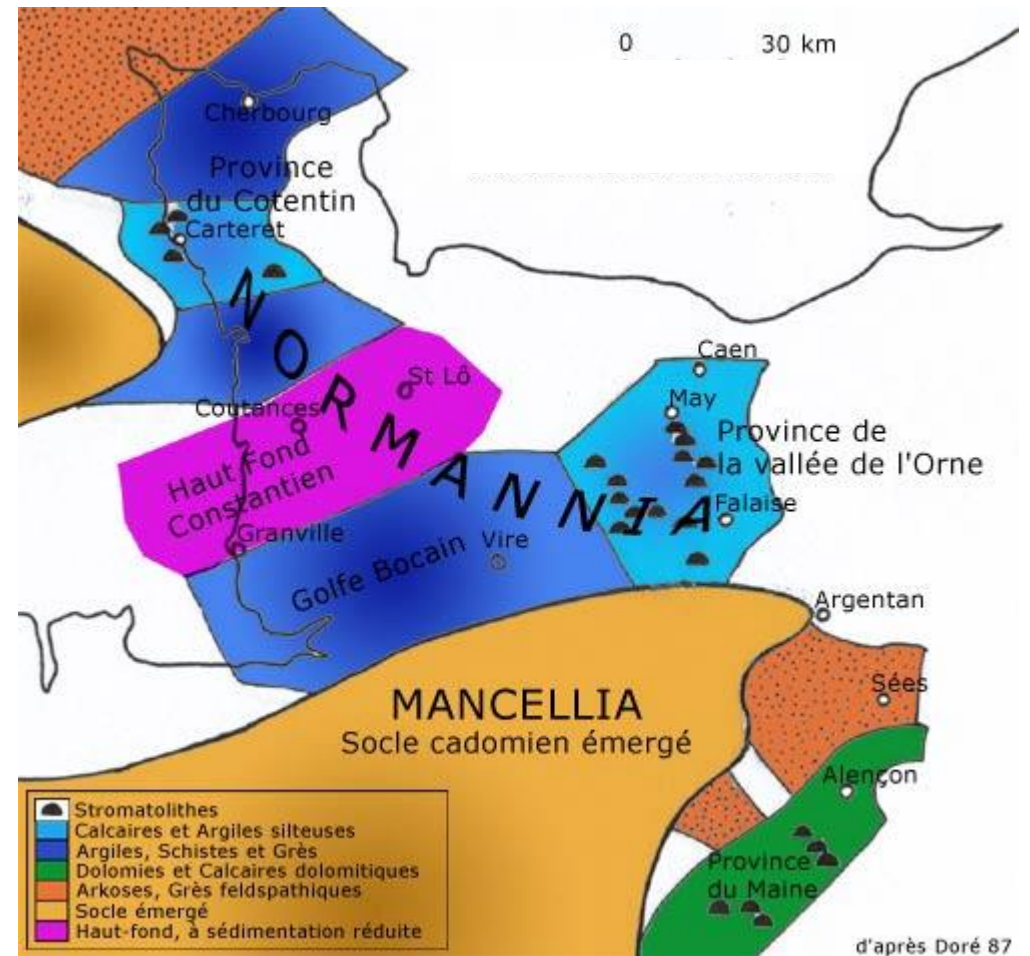 0 30 km
Cherbourg
Province
du Cotentin
Carteret
NORMANNIA
Caen
St Lô
May
Coutances
Province de
la vallée de l'Orne
Haut Fond
Constantien
Falaise
Granville
Vire
Golfe Bocain
Argentan
Sées
MANCELLIA
Socle cadomien émergé
Alençon
Province
du Maine
Stromatolithes
Calcaires et Argiles silteuses
Argiles, Schistes et Grès
Dolomies et Calcaires dolomitiques
Arkoses, Grès feldspathiques
Socle émergé
Haut-fond, à sédimentation réduite
d'après Doré 87